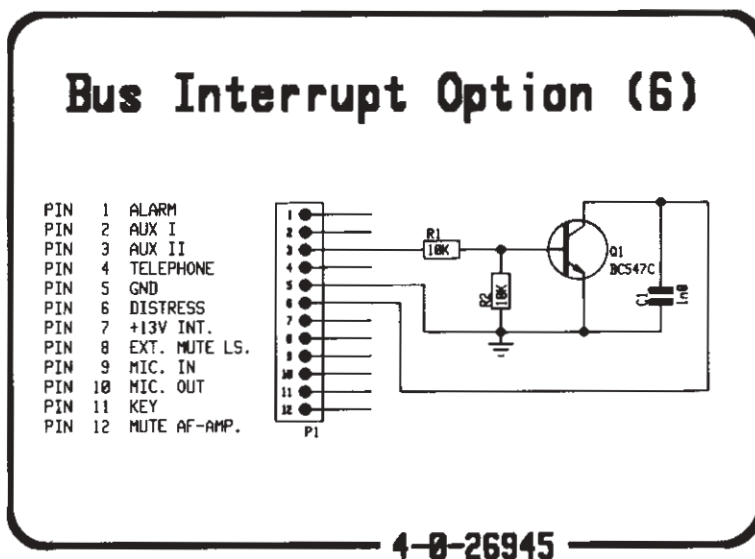 Bus Interrupt Option (6)
PIN 1 ALARM
PIN 2 AUX I
PIN 3 AUX II
PIN 4 TELEPHONE
PIN 5 GND
PIN 6 DISTRESS
PIN 7 +13V INT.
PIN 8 EXT. MUTE LS.
PIN 9 MIC. IN
PIN 10 MIC. OUT
PIN 11 KEY
PIN 12 MUTE AF-AMP.
1
2
3
4
5
6
7
8
9
10
11
12
P1
R1
10K
R2
10K
Q1
BC547C
C1
1n0
4-0-26945